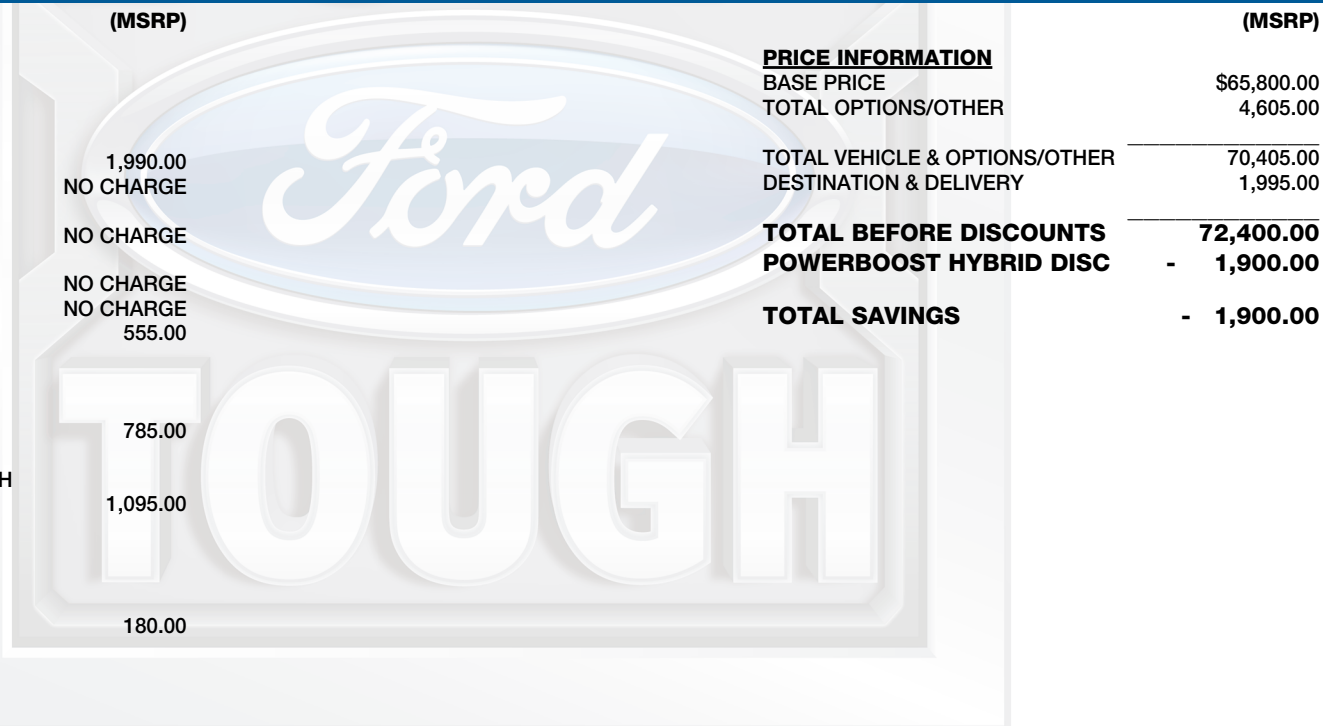 (MSRP)
1,990.00
NO CHARGE
NO CHARGE
NO CHARGE
NO CHARGE
555.00
785.00
H
1,095.00
180.00
Ford
TOUGH
(MSRP)
PRICE INFORMATION
BASE PRICE $65,800.00
TOTAL OPTIONS/OTHER 4,605.00
TOTAL VEHICLE & OPTIONS/OTHER 70,405.00
DESTINATION & DELIVERY 1,995.00
TOTAL BEFORE DISCOUNTS 72,400.00
POWERBOOST HYBRID DISC - 1,900.00
TOTAL SAVINGS - 1,900.00